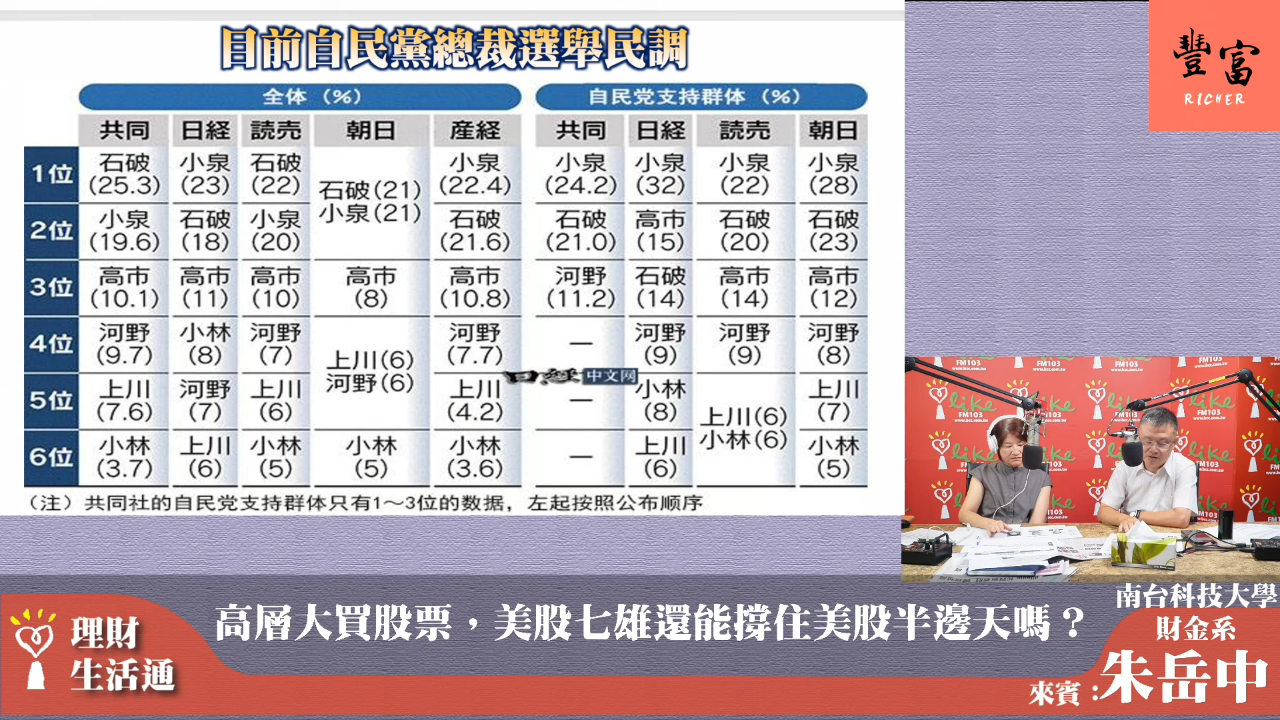 目前自民黨總裁選舉民調
全体（%） 自民党支持群体（%）
共同 日経 読売 朝日 産経 共同 日経 読売 朝日
1位 石破(25.3) 小泉(23) 石破(22) 石破(21) 小泉(21) 小泉(22.4) 小泉(24.2) 小泉(32) 小泉(22) 小泉(28)
2位 小泉(19.6) 石破(18) 小泉(20) 石破(21.6) 石破(21.0) 高市(15) 石破(20) 石破(23)
3位 高市(10.1) 高市(11) 高市(10) 高市(8) 高市(10.8) 河野(11.2) 石破(14) 高市(14) 高市(12)
4位 河野(9.7) 小林(8) 河野(7) 上川(6) 河野(6) 河野(7.7) — 河野(9) 河野(9) 河野(8)
5位 上川(7.6) 河野(7) 上川(6) 上川(4.2) — 小林(8) 上川(6) 小林(6) 上川(7)
6位 小林(3.7) 上川(6) 小林(5) 小林(5) 小林(3.6) — 上川(6) 小林(5)
日經中文网
（注）共同社的自民党支持群体只有1～3位的数据，左起按照公布顺序
豐富
RICHER
like
FM103
www.bcc.com.tw
理財
生活通
高層大買股票，美股七雄還能撐住美股半邊天嗎？
南台科技大學
財金系
來賓：朱岳中